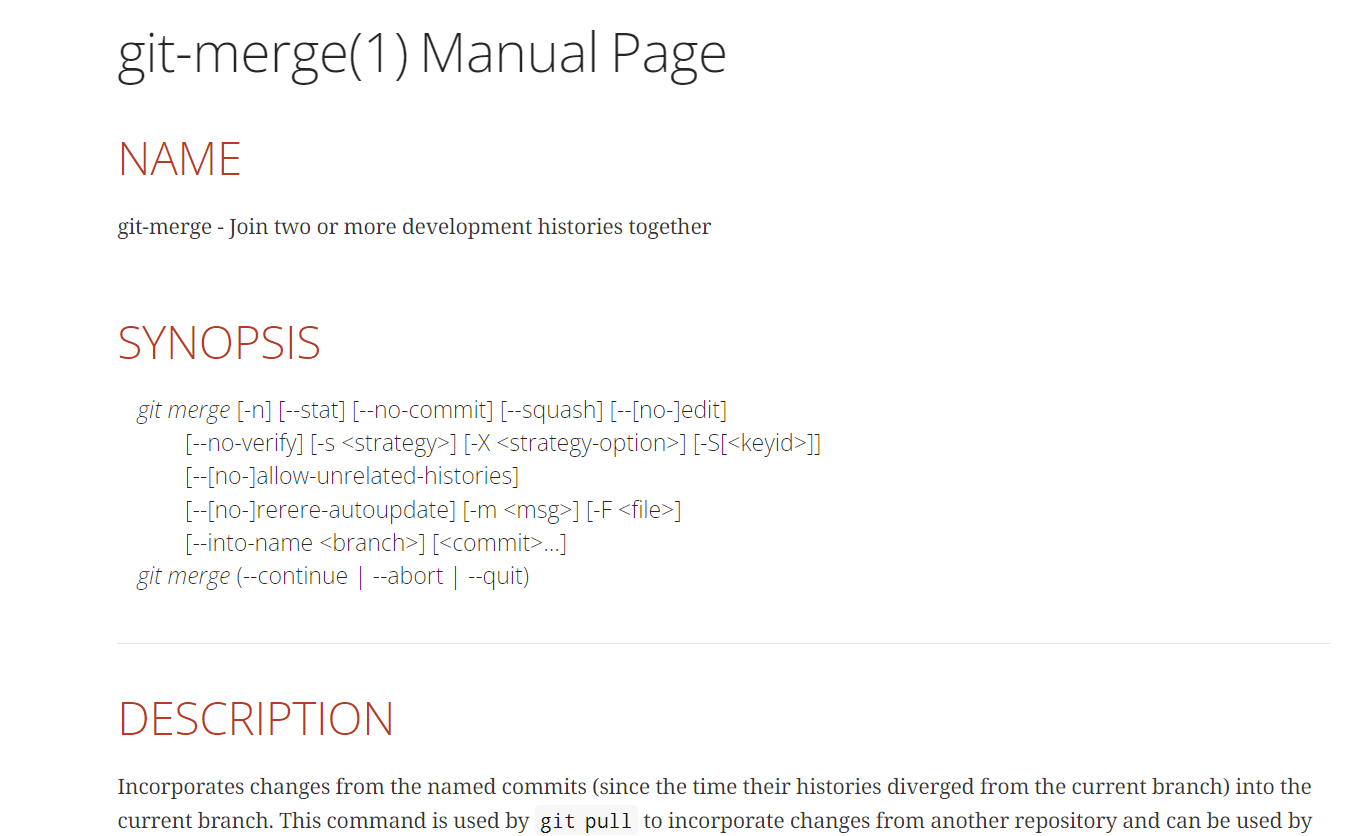 git-merge(1) Manual Page
NAME
git-merge - Join two or more development histories together
SYNOPSIS
git merge [-n] [--stat] [--no-commit] [--squash] [--[no-]edit]
[--no-verify] [-s <strategy>] [-X <strategy-option>] [-S[<keyid>]]
[--[no-]allow-unrelated-histories]
[--[no-]rerere-autoupdate] [-m <msg>] [-F <file>]
[--into-name <branch>] [<commit>...]
git merge (--continue | --abort | --quit)
DESCRIPTION
Incorporates changes from the named commits (since the time their histories diverged from the current branch) into the
current branch. This command is used by git pull to incorporate changes from another repository and can be used by